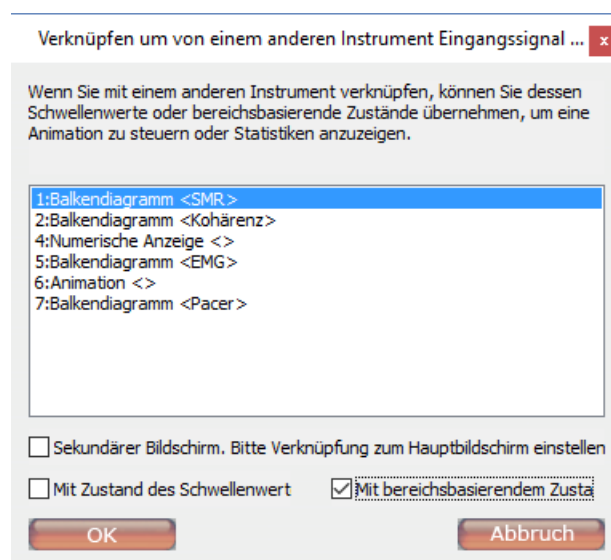 Verknüpfen um von einem anderen Instrument Eingangssignal ...
x
Wenn Sie mit einem anderen Instrument verknüpfen, können Sie dessen
Schwellenwerte oder bereichsbasierende Zustände übernehmen, um eine
Animation zu steuern oder Statistiken anzuzeigen.
1:Balkendiagramm <SMR>
2:Balkendiagramm <Kohärenz>
4:Numerische Anzeige <>
5:Balkendiagramm <EMG>
6:Animation <>
7:Balkendiagramm <Pacer>
Sekundärer Bildschirm. Bitte Verknüpfung zum Hauptbildschirm einstellen
Mit Zustand des Schwellenwert Mit bereichsbasierendem Zusta
OK Abbruch